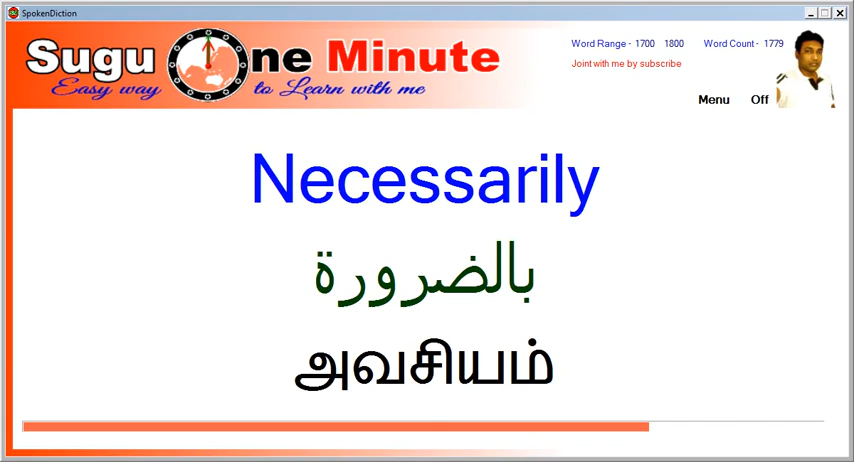 SpokenDiction
Sugu One Minute
Easy way to Learn with me
Word Range - 1700 1800 Word Count - 1779
Joint with me by subscribe
Menu Off
Necessarily
بالضرورة
அவசியம்